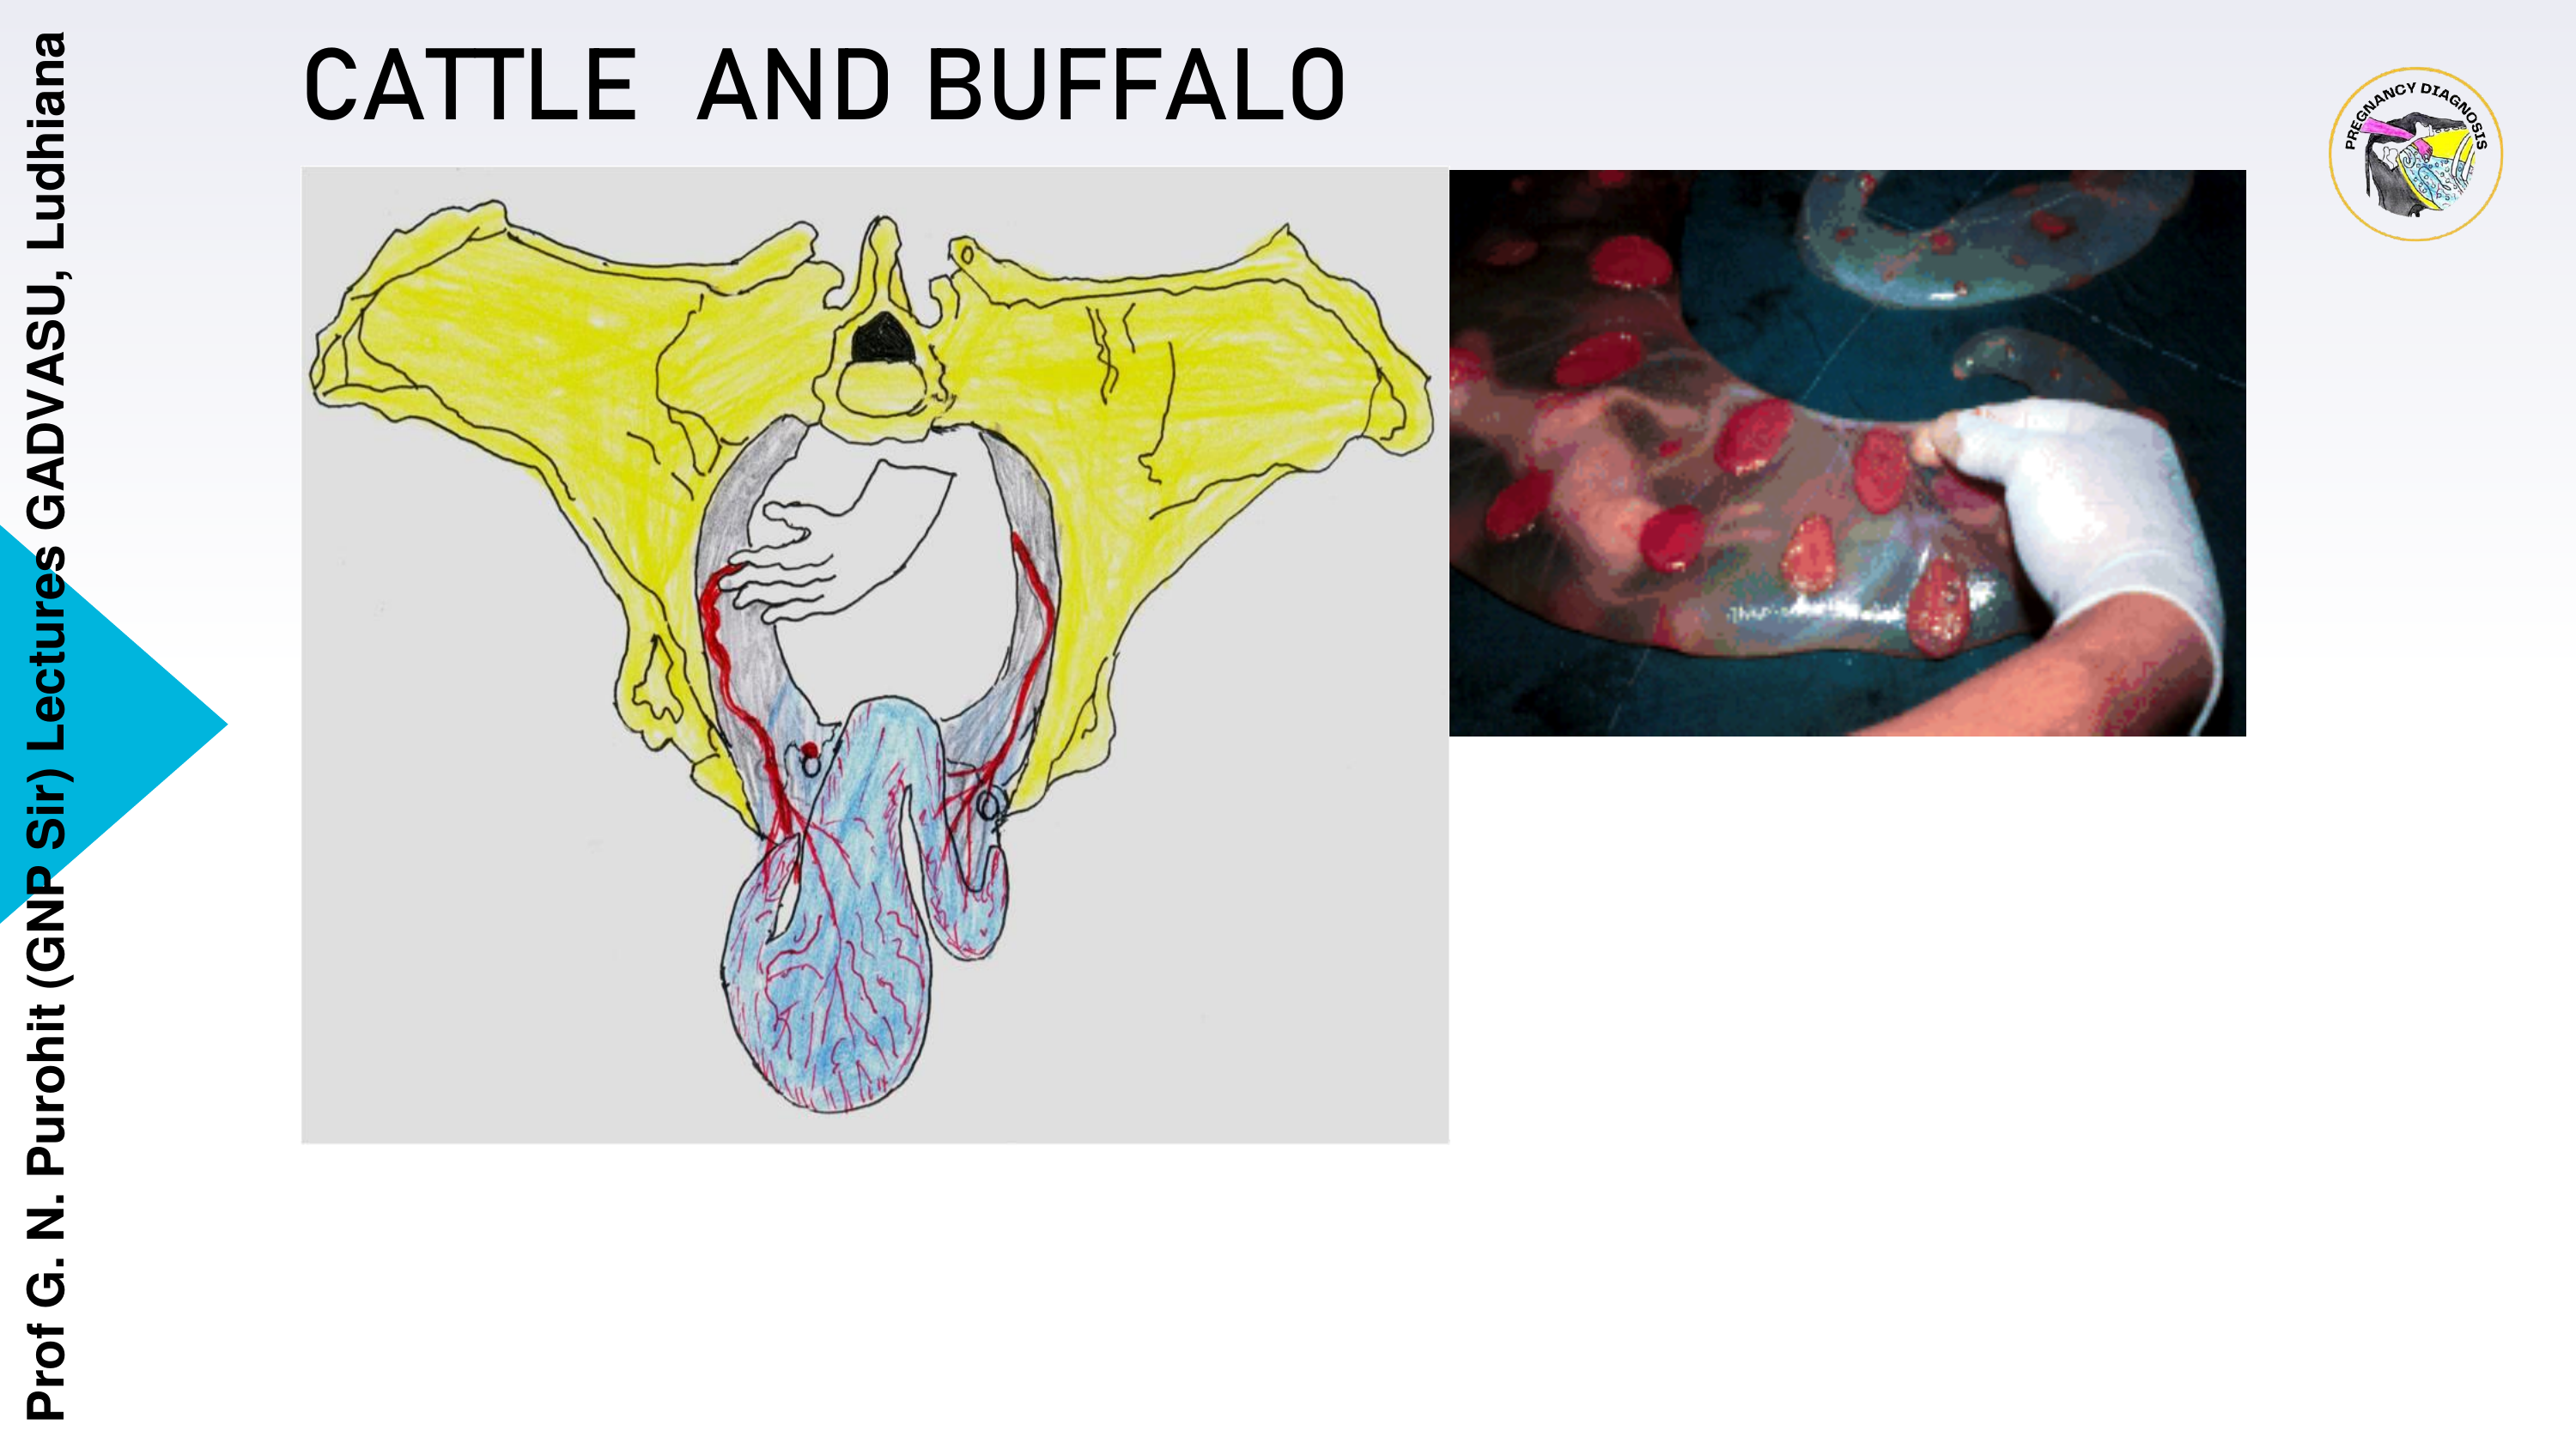 CATTLE AND BUFFALO
PREGNANCY DIAGNOSIS
Prof G. N. Purohit (GNP Sir) Lectures GADVASU, Ludhiana